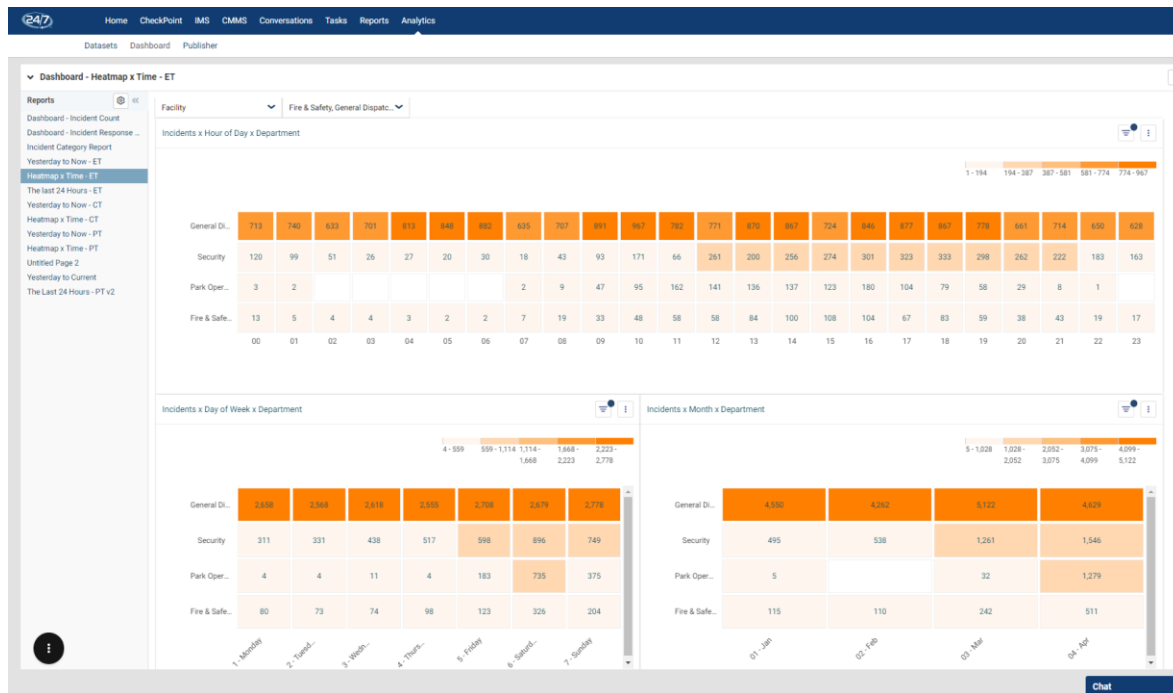 24/7 Home CheckPoint IMS CMMS Conversations Tasks Reports Analytics
Datasets Dashboard Publisher
Dashboard - Heatmap x Time - ET
Reports
Dashboard - Incident Count
Dashboard - Incident Response ...
Incident Category Report
Yesterday to Now - ET
Heatmap x Time - ET
The last 24 Hours - ET
Yesterday to Now - CT
Heatmap x Time - CT
Yesterday to Now - PT
Heatmap x Time - PT
Untitled Page 2
Yesterday to Current
The Last 24 Hours - PT v2
Facility Fire & Safety, General Dispatc...
Incidents x Hour of Day x Department
1 - 194 194 - 387 387 - 581 581 - 774 774 - 967
General Di... 713 740 633 701 813 848 882 635 707 891 967 782 771 870 867 724 846 877 867 778 661 714 650 628
Security 120 99 51 26 27 20 30 18 43 93 171 66 261 200 256 274 301 323 333 298 262 222 183 163
Park Oper... 3 2 2 9 47 95 162 141 136 137 123 180 104 79 58 29 8 1
Fire & Safe... 13 5 4 4 3 2 2 7 19 33 48 58 58 84 100 108 104 67 83 59 38 43 19 17
00 01 02 03 04 05 06 07 08 09 10 11 12 13 14 15 16 17 18 19 20 21 22 23
Incidents x Day of Week x Department
4 - 559 559 - 1,114 1,114 - 1,668 1,668 - 2,223 2,223 - 2,778
General Di... 2,658 2,568 2,618 2,555 2,708 2,679 2,778
Security 311 331 438 517 598 896 749
Park Oper... 4 4 11 4 183 735 375
Fire & Safe... 80 73 74 98 123 326 204
1 - Monday 2 - Tuesd... 3 - Wedn... 4 - Thurs... 5 - Friday 6 - Saturd... 7 - Sunday
Incidents x Month x Department
5 - 1,028 1,028 - 2,052 2,052 - 3,075 3,075 - 4,099 4,099 - 5,122
General Di... 4,550 4,262 5,122 4,629
Security 495 538 1,261 1,546
Park Oper... 5 32 1,279
Fire & Safe... 115 110 242 511
01 - Jan 02 - Feb 03 - Mar 04 - Apr
Chat